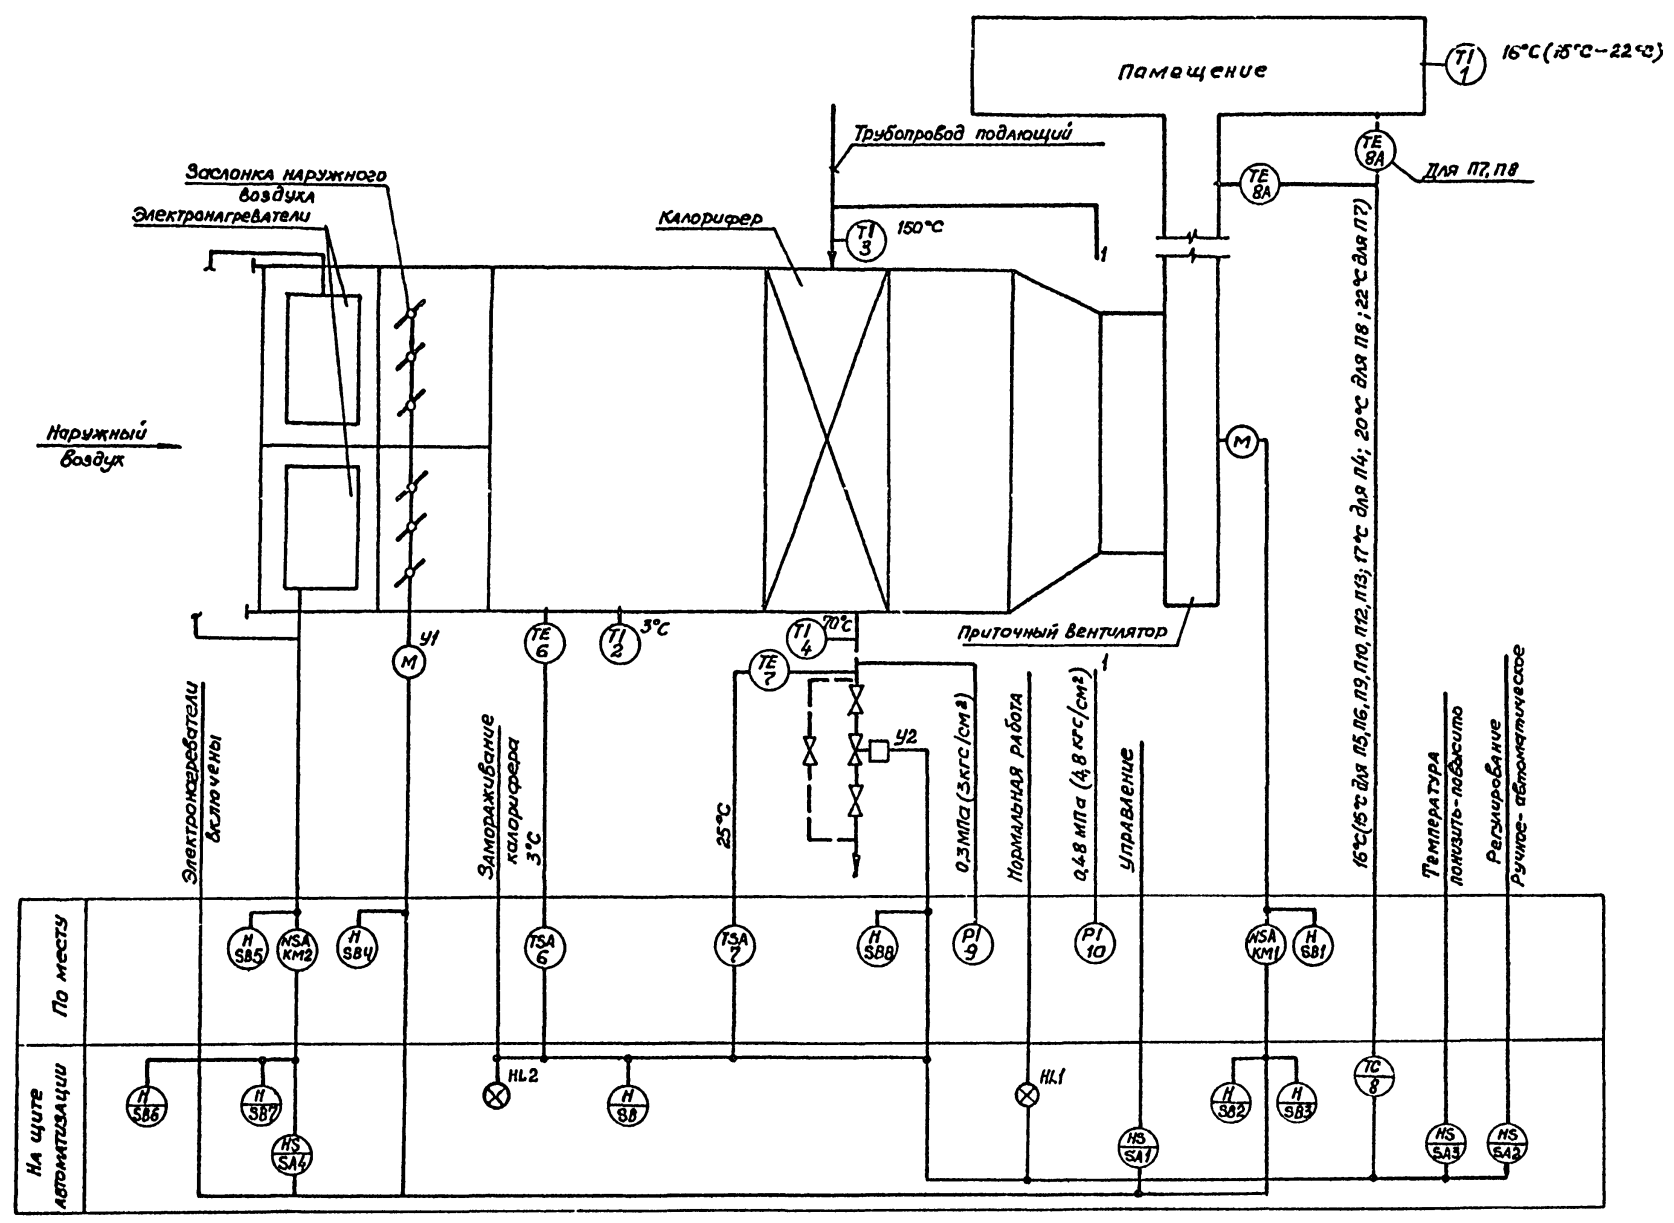 Памещение
TI
1
16°С (15°С-22°С)
Трубопровод подающий
1
TE
8A
Для П7, П8
TE
8A
Заслонка наружного
воздуха
Электронагреватели
Калорифер
TI
3
150°С
Наружный
воздух
M
16°С (15°С для П5, П6, П9, П10, П12, П13; 17°С для П4; 20°С для П8; 22°С для П7)
У1
M
TE
6
TI
2
3°С
TI
4
70°С
TE
7
Приточный вентилятор
1
У2
Электронагреватели
включены
Замораживание
калорифера
3°С
25°С
0,3 МПа (3кгс/см²)
Нормальная работа
0,48 МПа (4,8 кгс/см²)
Управление
Температура
понизить-повысить
Регулирование
Ручное-автоматическое
По месту
H
SB5
NSA
KM2
H
SB4
TSA
6
TSA
7
H
SB8
PI
9
PI
10
NSA
KM1
H
SB1
На щите
автоматизации
H
SB6
H
SB7
HS
SA4
HL2
H
SB
HL1
HS
SA1
H
SB2
H
SB3
TC
8
HS
SA3
HS
SA2